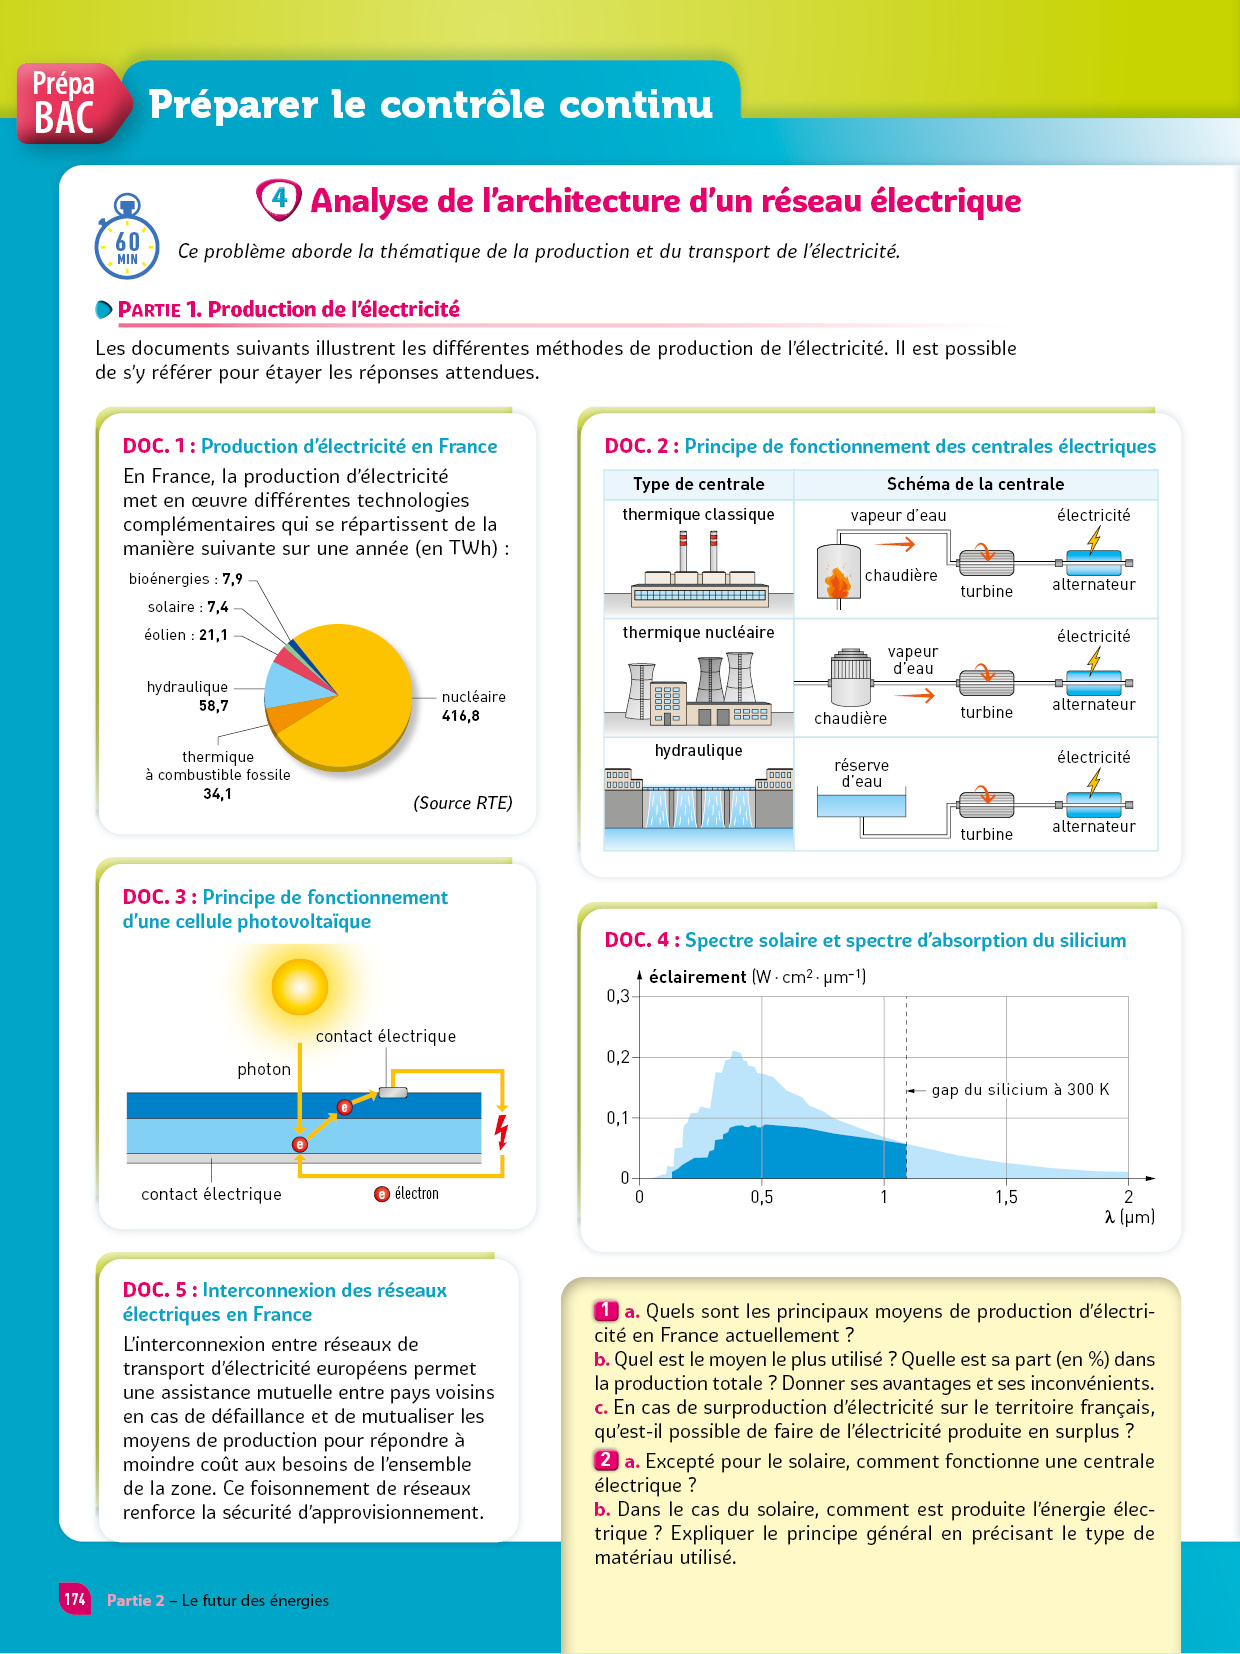 Prépa
BAC
Préparer le contrôle continu
60
MIN
4 Analyse de l'architecture d'un réseau électrique
Ce problème aborde la thématique de la production et du transport de l'électricité.
PARTIE 1. Production de l'électricité
Les documents suivants illustrent les différentes méthodes de production de l'électricité. Il est possible
de s'y référer pour étayer les réponses attendues.
DOC. 1 : Production d'électricité en France
En France, la production d'électricité
met en œuvre différentes technologies
complémentaires qui se répartissent de la
manière suivante sur une année (en TWh) :
bioénergies : 7,9
solaire : 7,4
éolien : 21,1
hydraulique
58,7
nucléaire
416,8
thermique
à combustible fossile
34,1
(Source RTE)
DOC. 2 : Principe de fonctionnement des centrales électriques
Type de centrale
Schéma de la centrale
thermique classique
vapeur d'eau
électricité
chaudière
turbine
alternateur
thermique nucléaire
vapeur
d'eau
électricité
chaudière
turbine
alternateur
hydraulique
réserve
d'eau
électricité
turbine
alternateur
DOC. 3 : Principe de fonctionnement
d'une cellule photovoltaïque
contact électrique
photon
e
e
contact électrique
e électron
DOC. 4 : Spectre solaire et spectre d'absorption du silicium
éclairement (W · cm² · µm⁻¹)
0,3
0,2
gap du silicium à 300 K
0,1
0
0
0,5
1
1,5
2
λ (µm)
DOC. 5 : Interconnexion des réseaux
électriques en France
L'interconnexion entre réseaux de
transport d'électricité européens permet
une assistance mutuelle entre pays voisins
en cas de défaillance et de mutualiser les
moyens de production pour répondre à
moindre coût aux besoins de l'ensemble
de la zone. Ce foisonnement de réseaux
renforce la sécurité d'approvisionnement.
1 a. Quels sont les principaux moyens de production d'électri-
cité en France actuellement ?
b. Quel est le moyen le plus utilisé ? Quelle est sa part (en %) dans
la production totale ? Donner ses avantages et ses inconvénients.
c. En cas de surproduction d'électricité sur le territoire français,
qu'est-il possible de faire de l'électricité produite en surplus ?
2 a. Excepté pour le solaire, comment fonctionne une centrale
électrique ?
b. Dans le cas du solaire, comment est produite l'énergie élec-
trique ? Expliquer le principe général en précisant le type de
matériau utilisé.
174 Partie 2 – Le futur des énergies